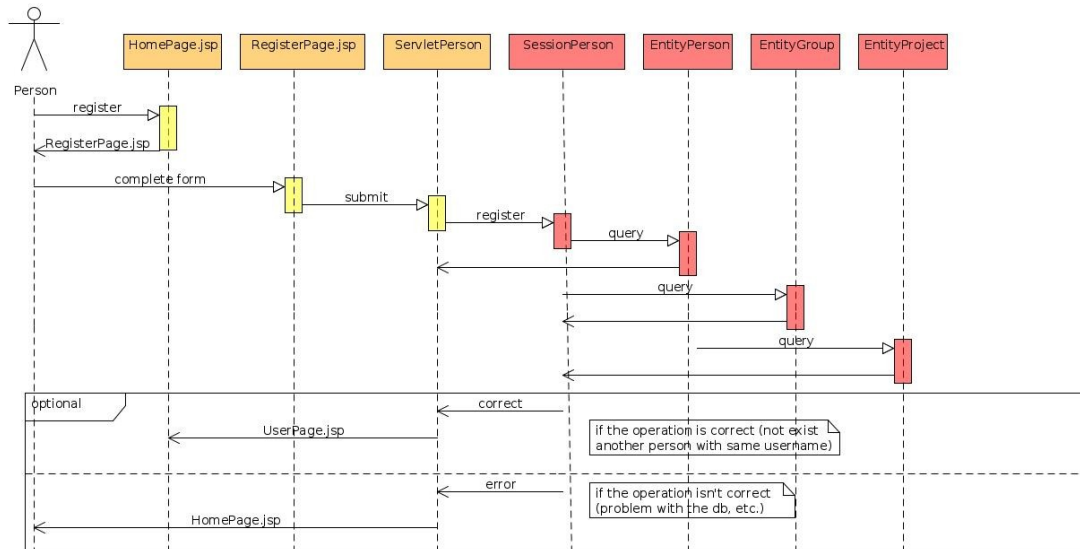 HomePage.jsp
RegisterPage.jsp
ServletPerson
SessionPerson
EntityPerson
EntityGroup
EntityProject
Person
register
RegisterPage.jsp
complete form
submit
register
query
query
query
optional
correct
if the operation is correct (not exist
another person with same username)
UserPage.jsp
error
if the operation isn't correct
(problem with the db, etc.)
HomePage.jsp